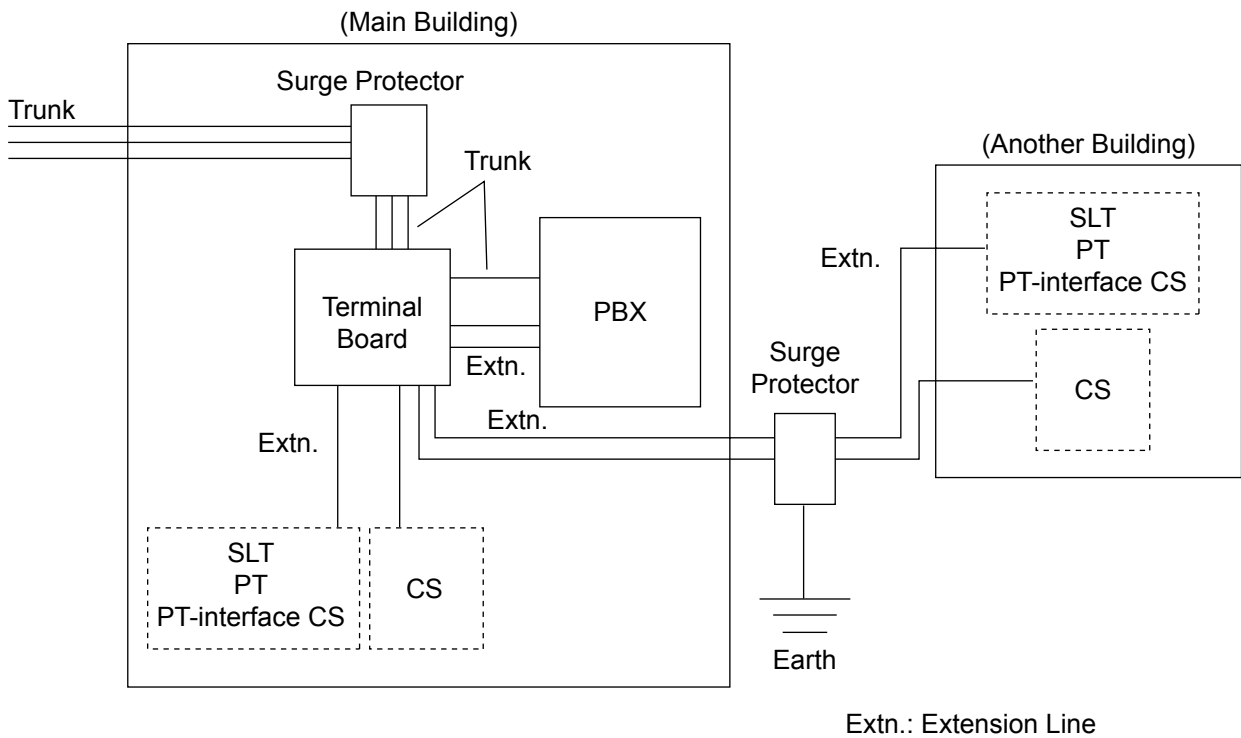 (Main Building)
Surge Protector
Trunk
Trunk
Terminal
Board
PBX
Extn.
Extn.
Extn.
SLT
PT
PT-interface CS
CS
Surge
Protector
Earth
(Another Building)
Extn.
SLT
PT
PT-interface CS
CS
Extn.: Extension Line